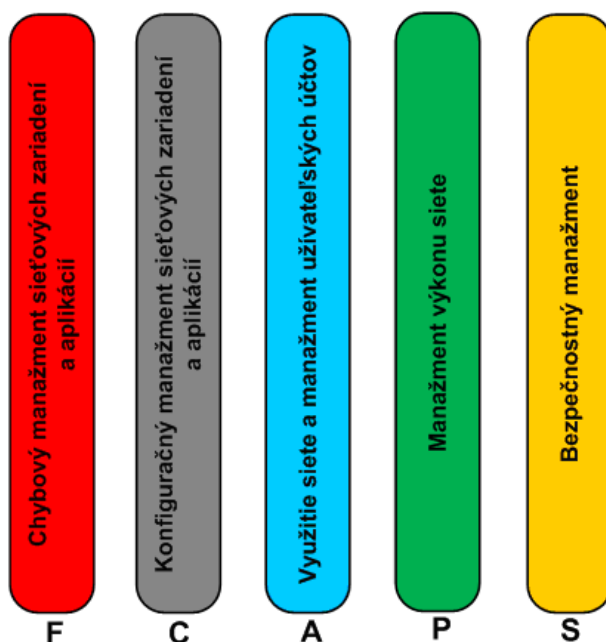 Chybový manažment sieťových zariadení
a aplikácií
Konfiguračný manažment sieťových zariadení
a aplikácií
Využitie siete a manažment užívateľských účtov
Manažment výkonu siete
Bezpečnostný manažment
F
C
A
P
S